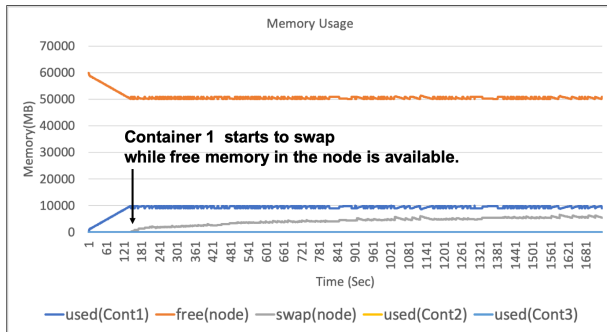 Memory Usage
70000
60000
50000
40000
30000
20000
10000
0
Memory(MB)
Container 1 starts to swap
while free memory in the node is available.
1 61 121 181 241 301 361 421 481 541 601 661 721 781 841 901 961 1021 1081 1141 1201 1261 1321 1381 1441 1501 1561 1621 1681
Time (Sec)
used(Cont1) free(node) swap(node) used(Cont2) used(Cont3)